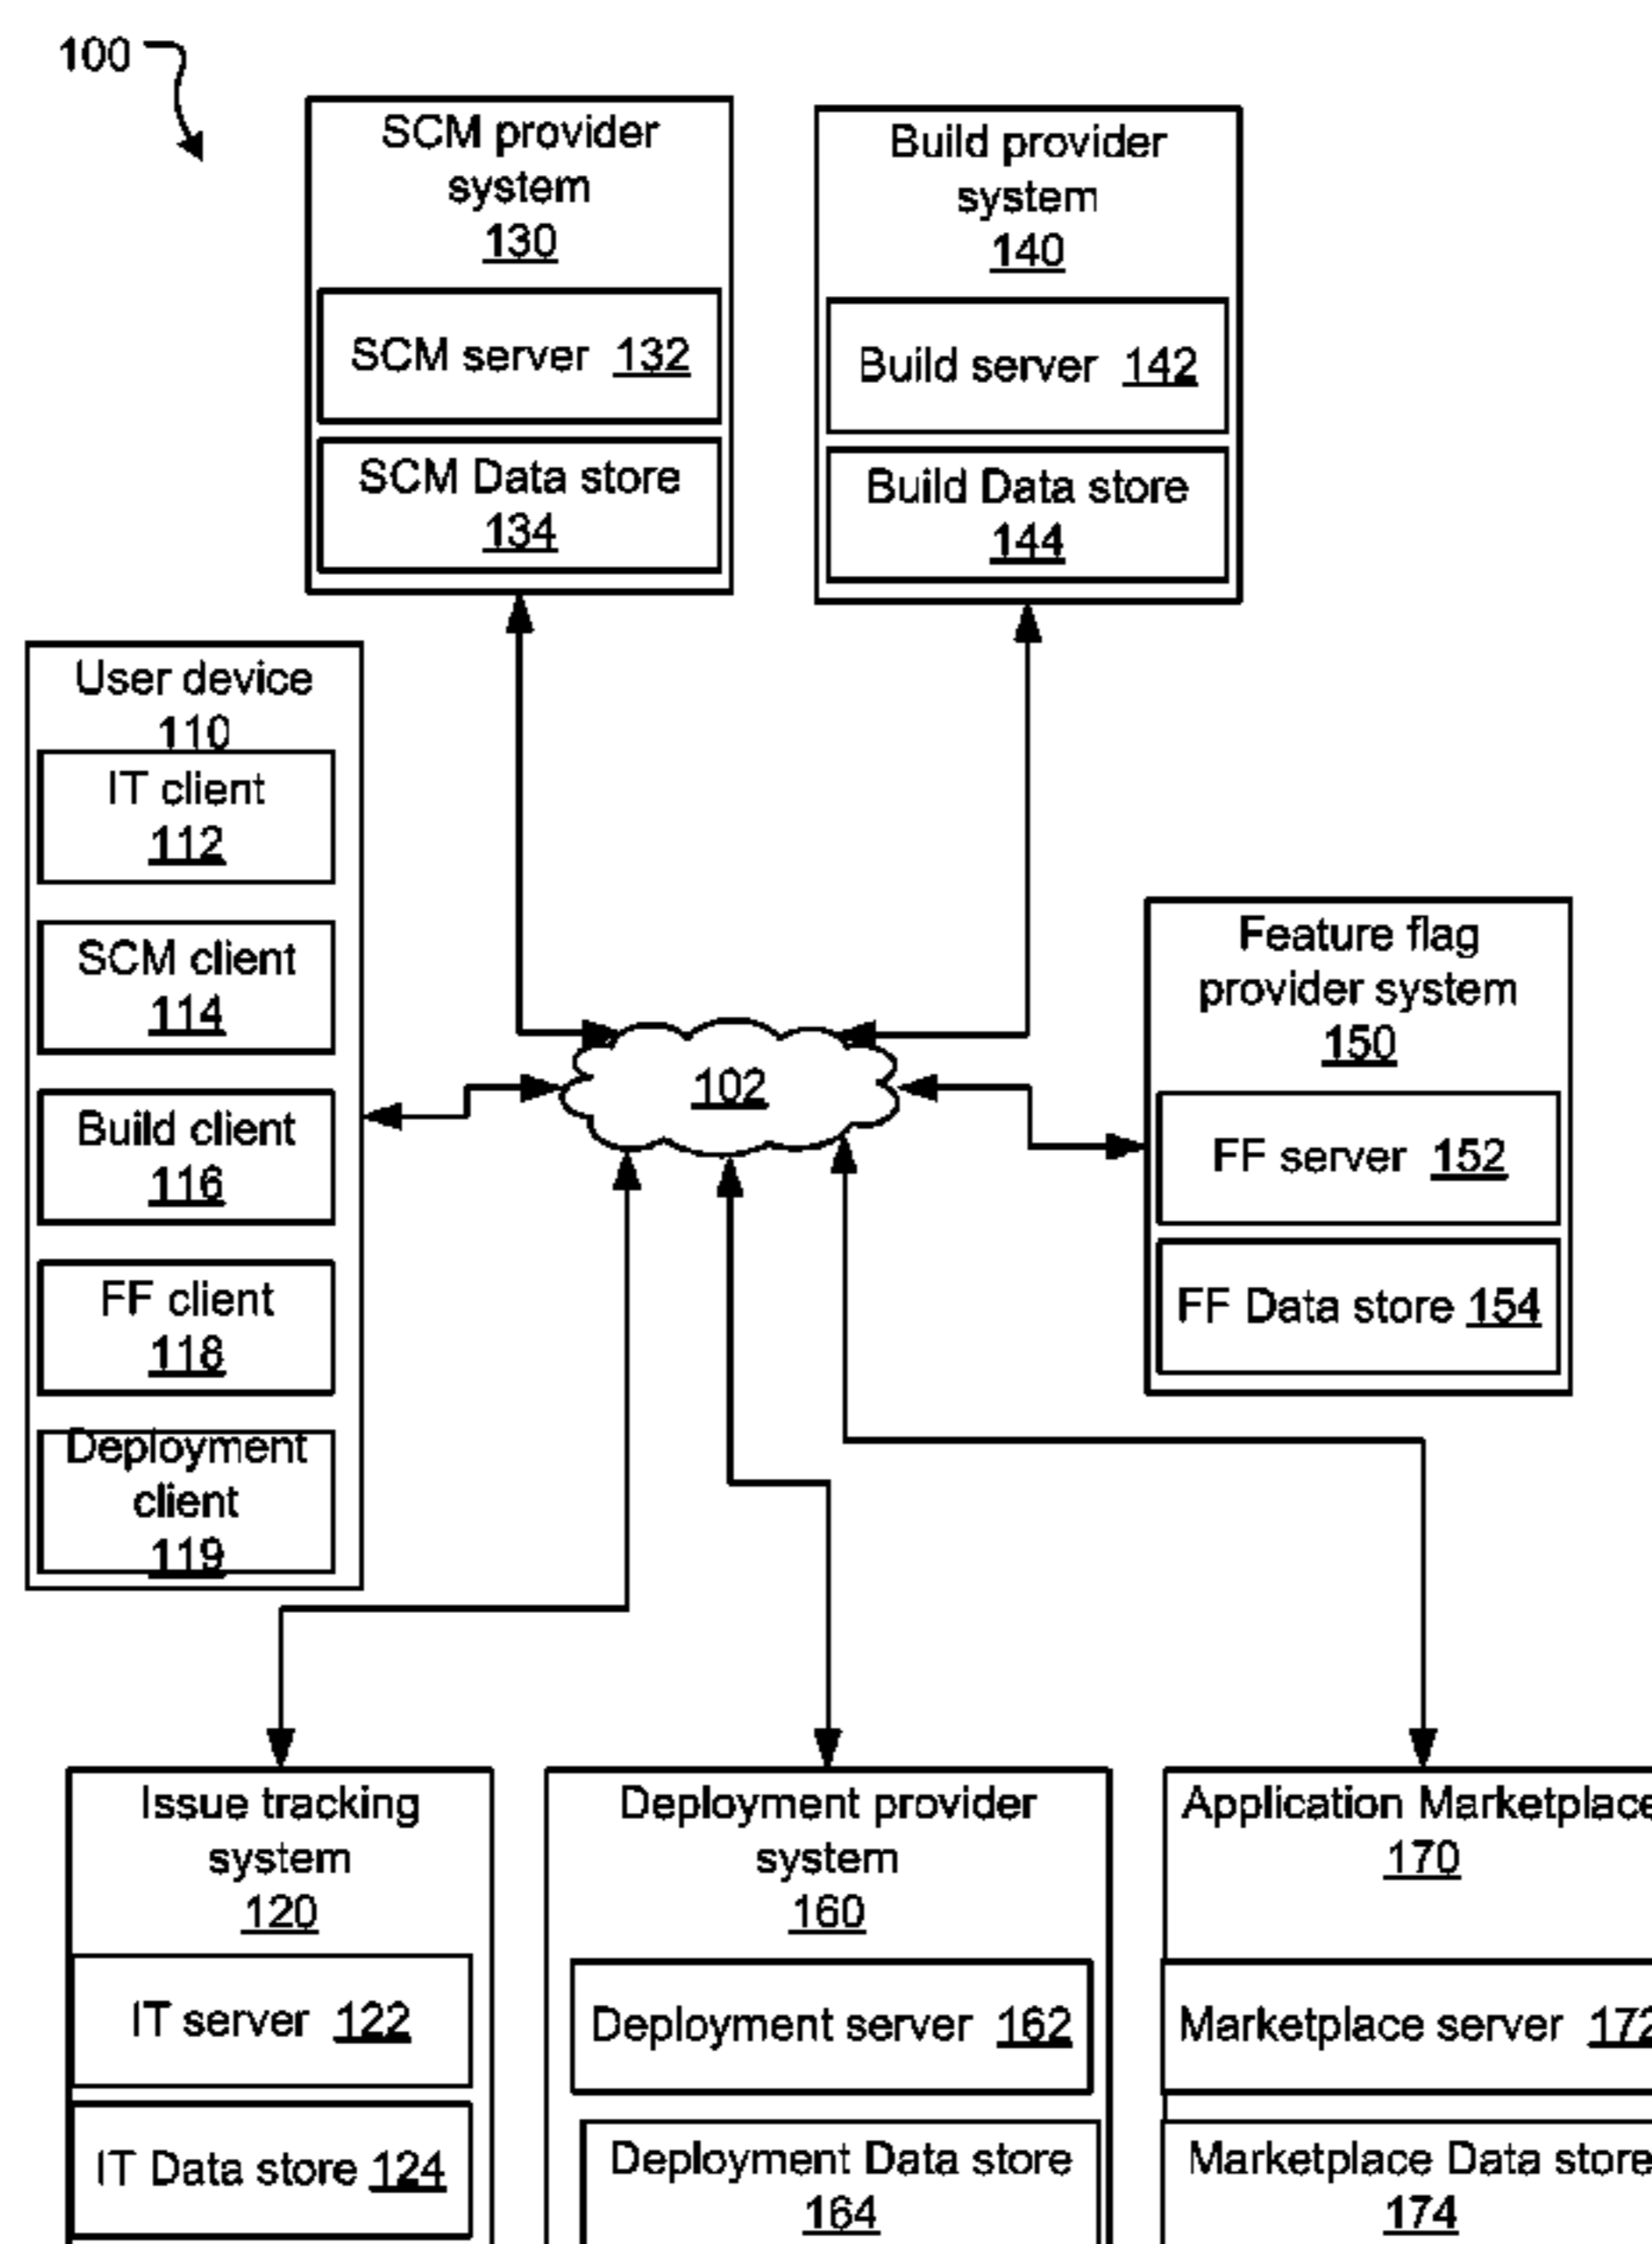 100
SCM provider
system
130
SCM server 132
SCM Data store
134
Build provider
system
140
Build server 142
Build Data store
144
User device
110
IT client
112
SCM client
114
Build client
116
FF client
118
Deployment
client
119
102
Feature flag
provider system
150
FF server 152
FF Data store 154
Issue tracking
system
120
IT server 122
IT Data store 124
Deployment provider
system
160
Deployment server 162
Deployment Data store
164
Application Marketplace
170
Marketplace server 172
Marketplace Data store
174